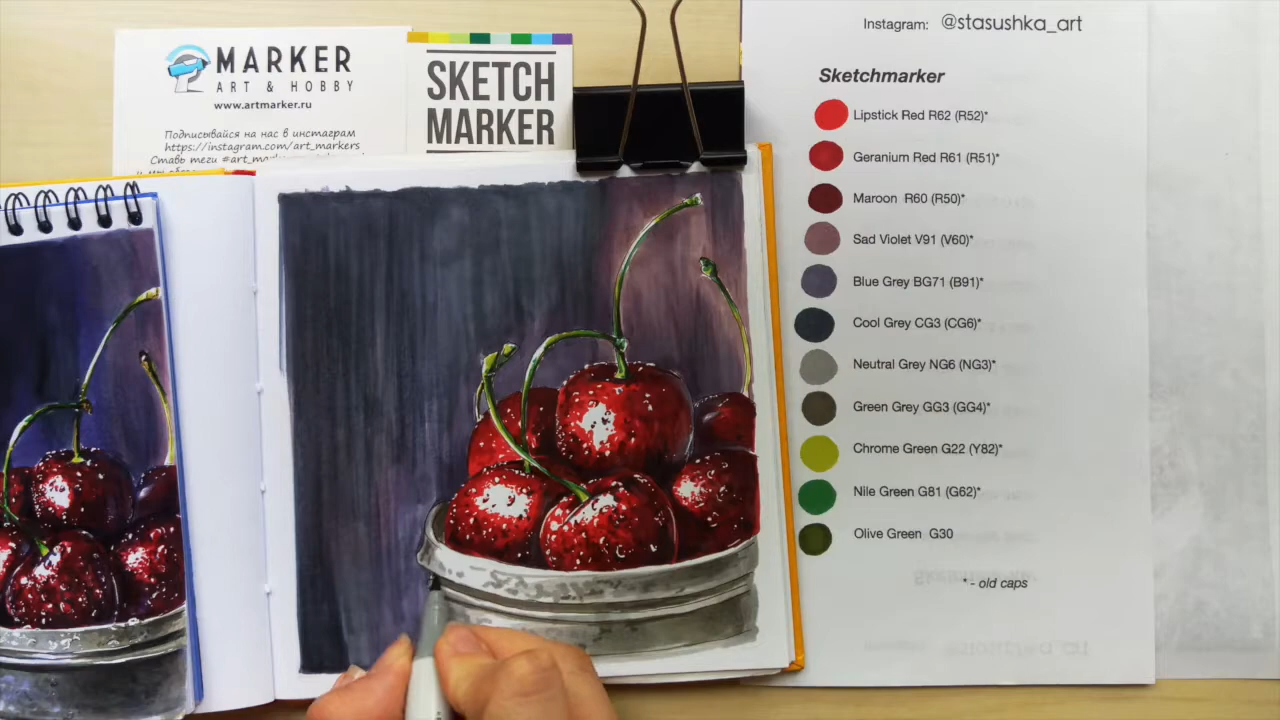 MARKER
ART & HOBBY
www.artmarker.ru
Подписывайся на нас в инстаграм
https://instagram.com/art_markers
Ставь теги
SKETCH
MARKER
Instagram: @stasushka_art
Sketchmarker
Lipstick Red R62 (R52)*
Geranium Red R61 (R51)*
Maroon R60 (R50)*
Sad Violet V91 (V60)*
Blue Grey BG71 (B91)*
Cool Grey CG3 (CG6)*
Neutral Grey NG6 (NG3)*
Green Grey GG3 (GG4)*
Chrome Green G22 (Y82)*
Nile Green G81 (G62)*
Olive Green G30
* - old caps